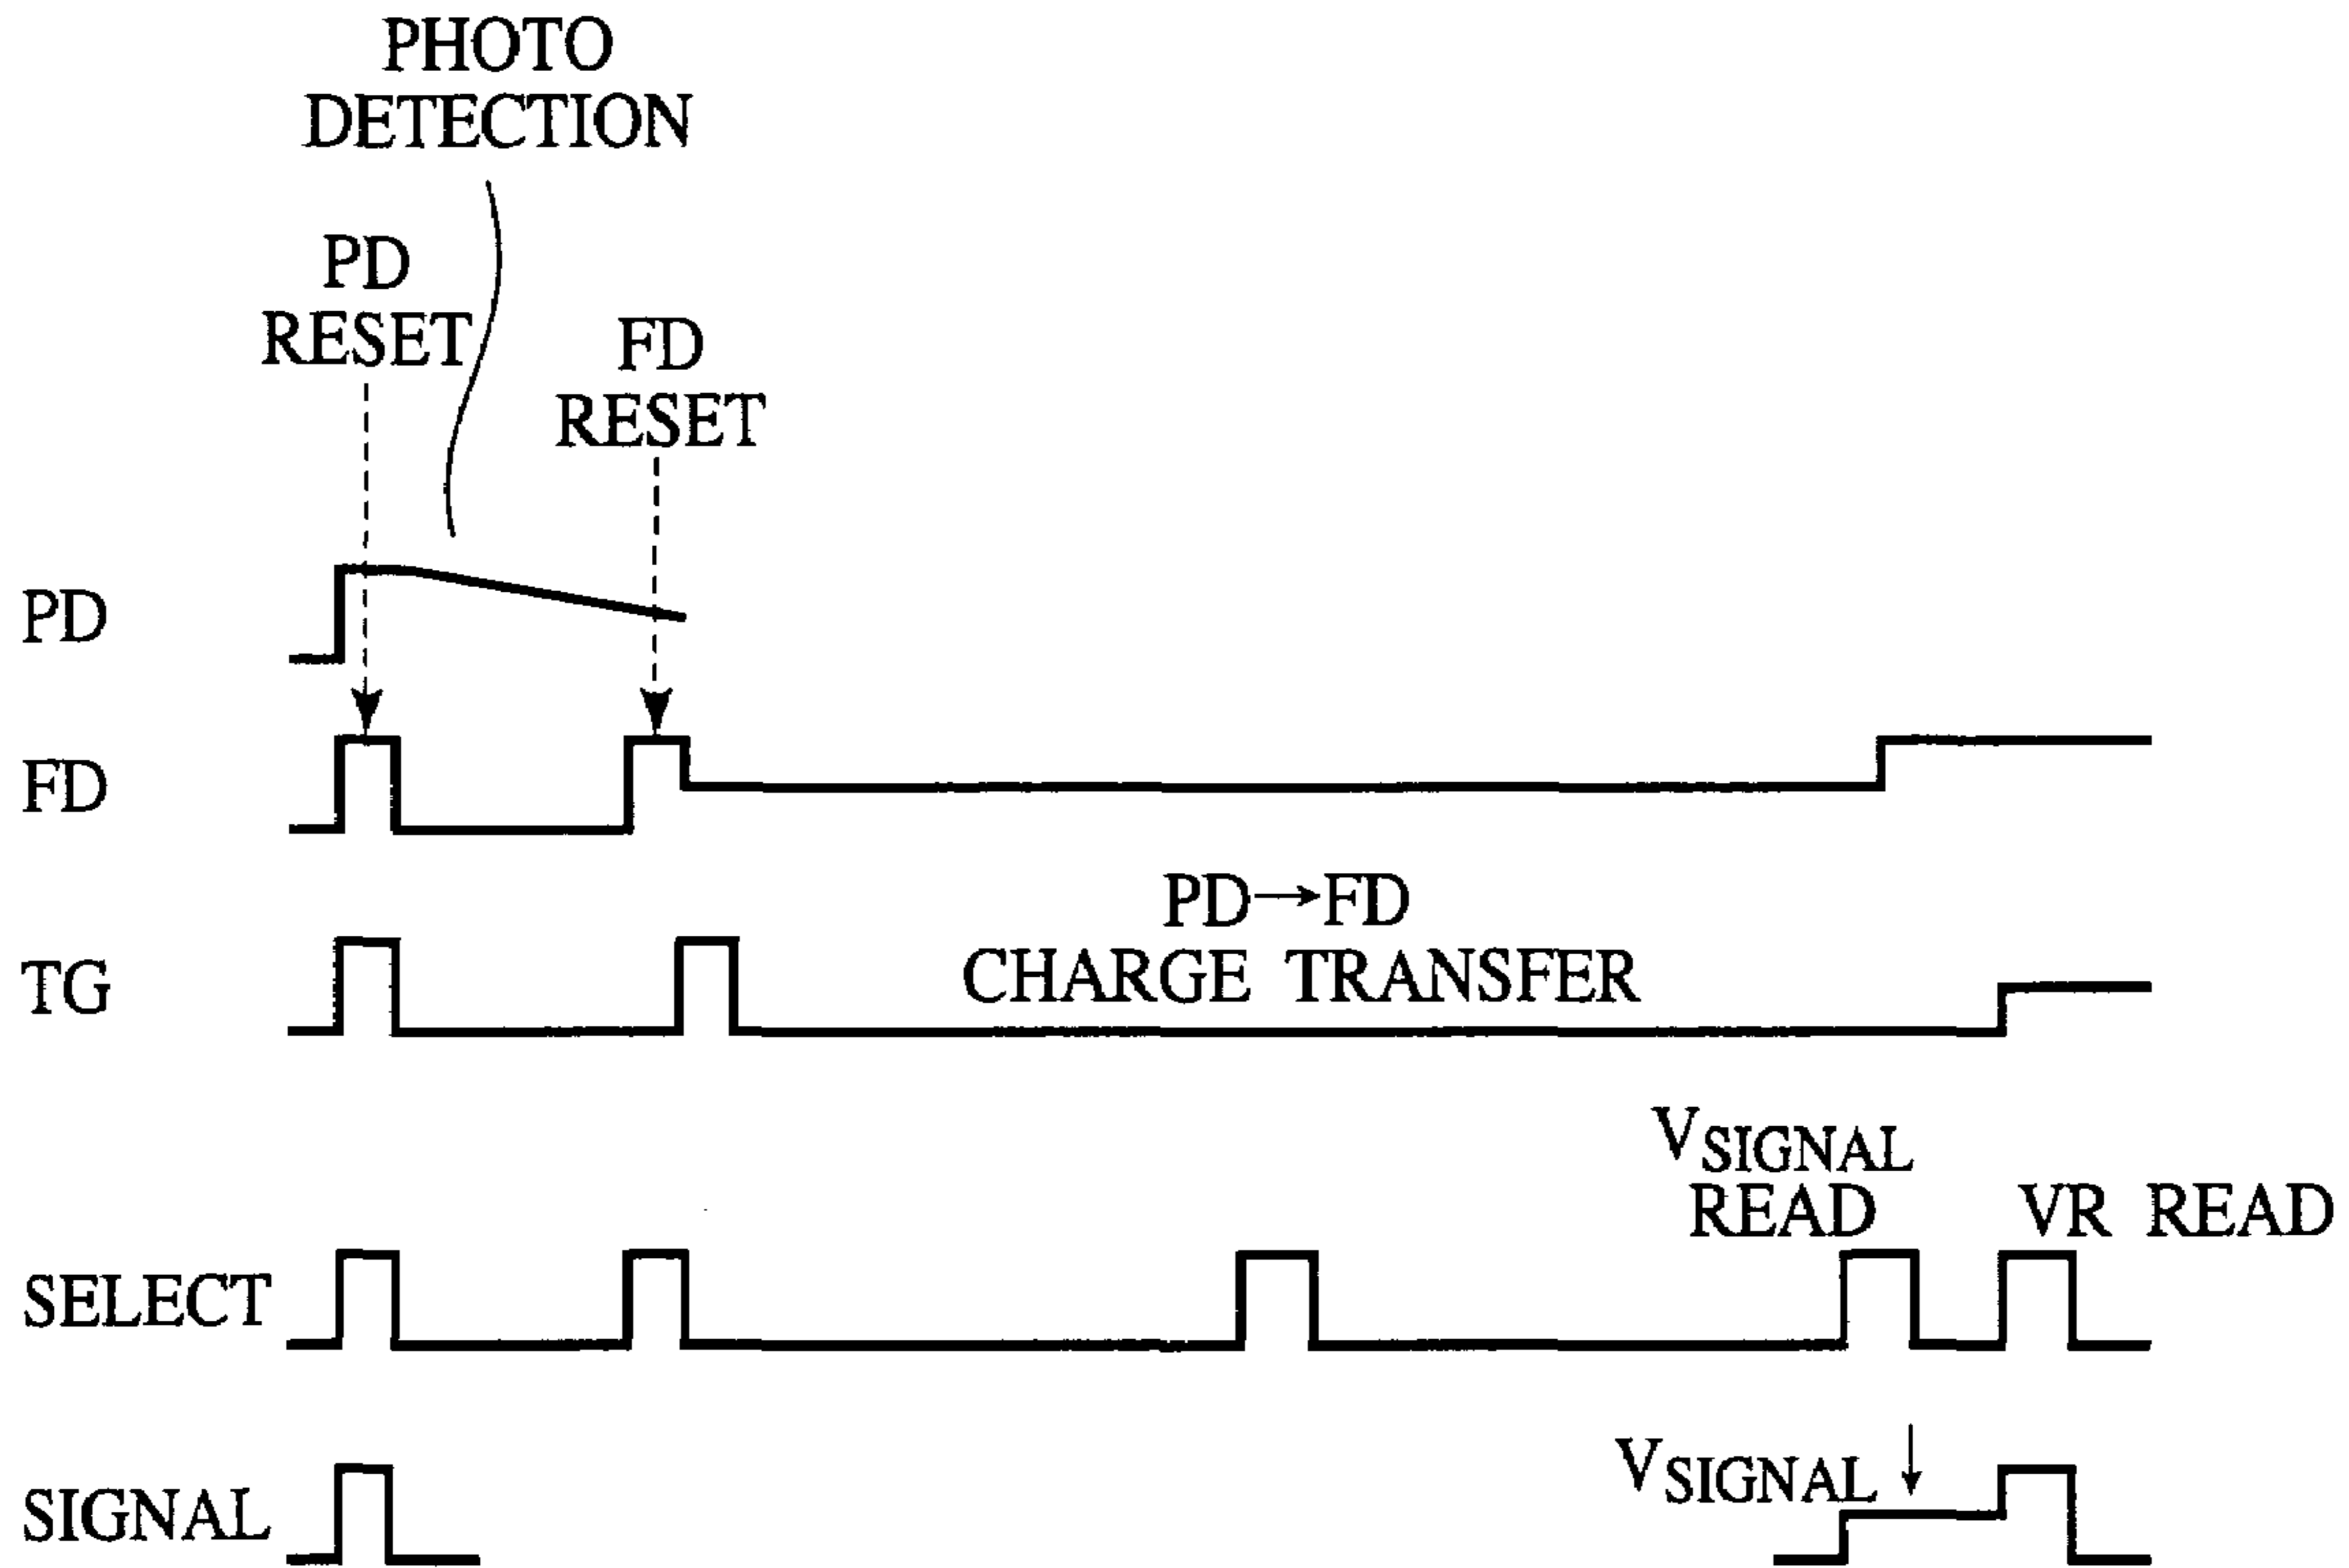 PHOTO
DETECTION
PD
RESET
FD
RESET
PD
FD
PD→FD
TG
CHARGE TRANSFER
VSIGNAL
READ
VR READ
SELECT
VSIGNAL
SIGNAL